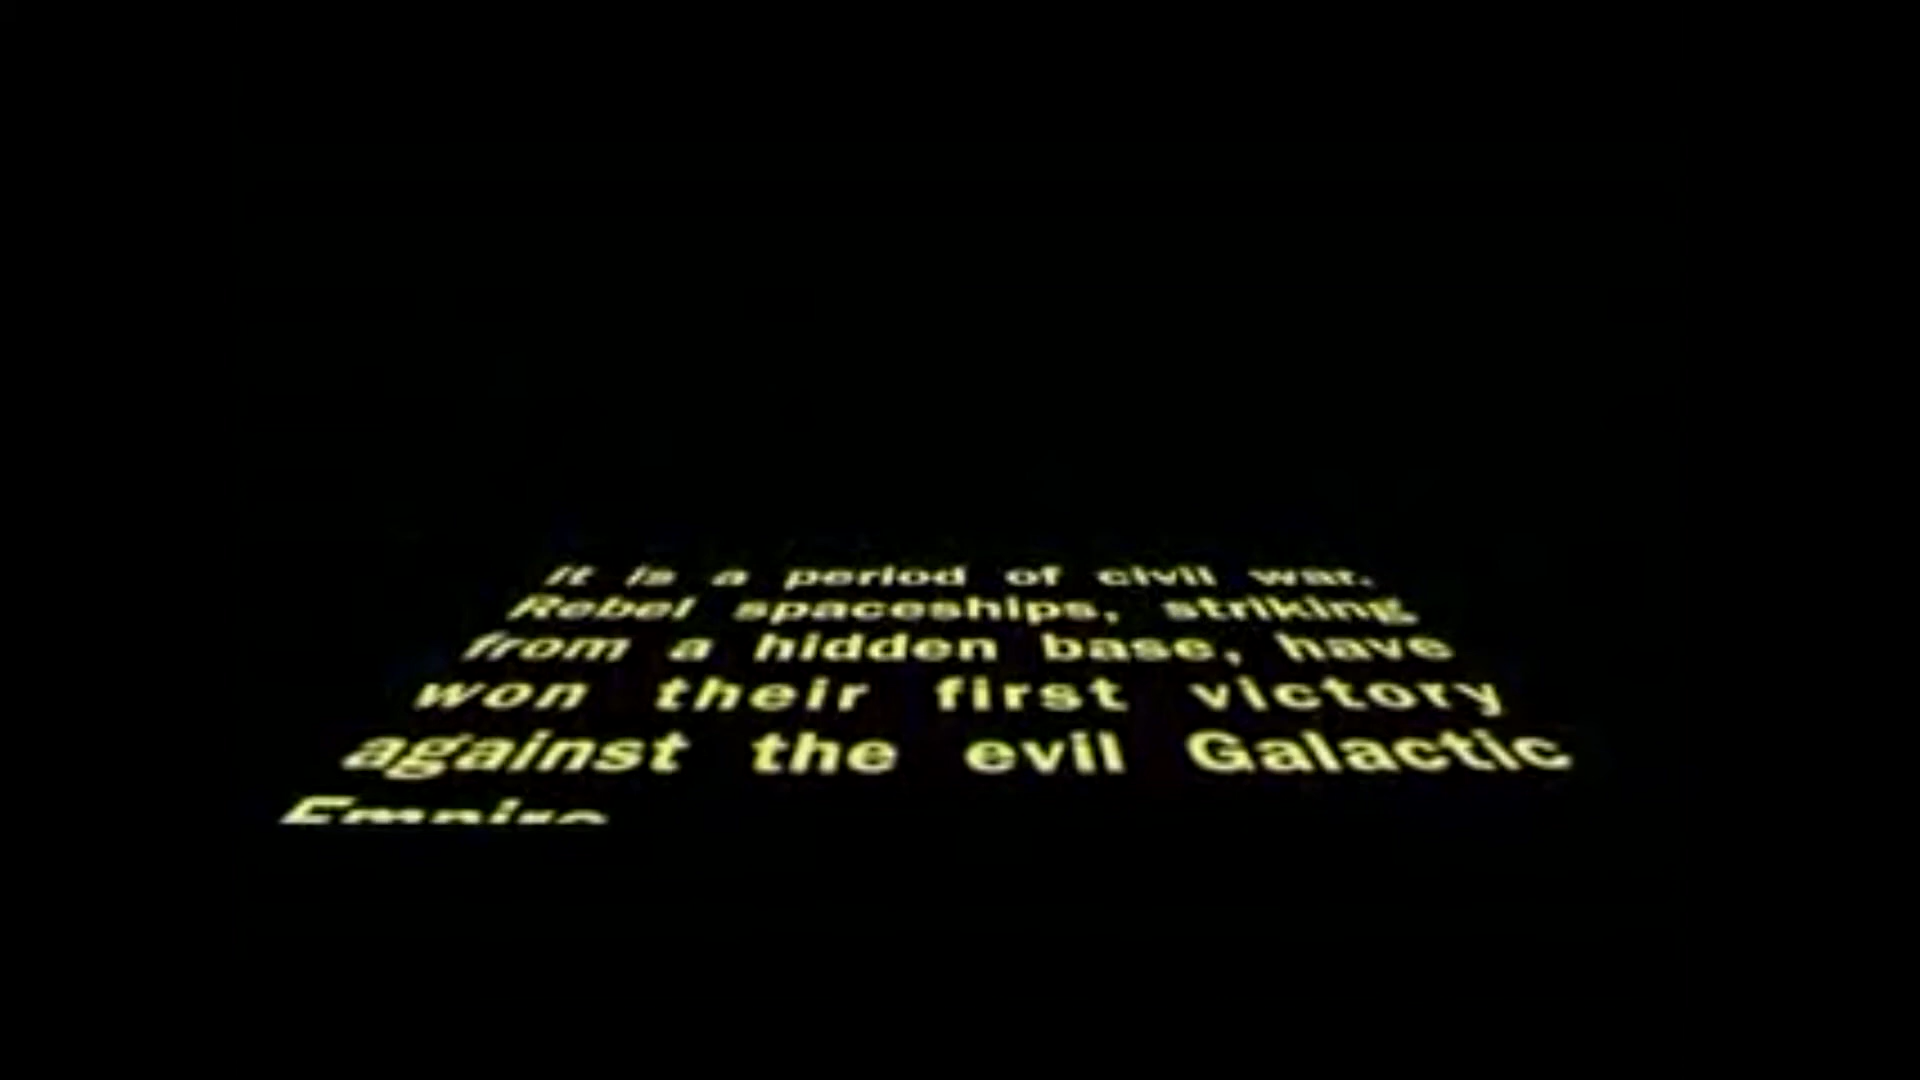 It is a period of civil war.
Rebel spaceships, striking
from a hidden base, have
won their first victory
against the evil Galactic
Empire